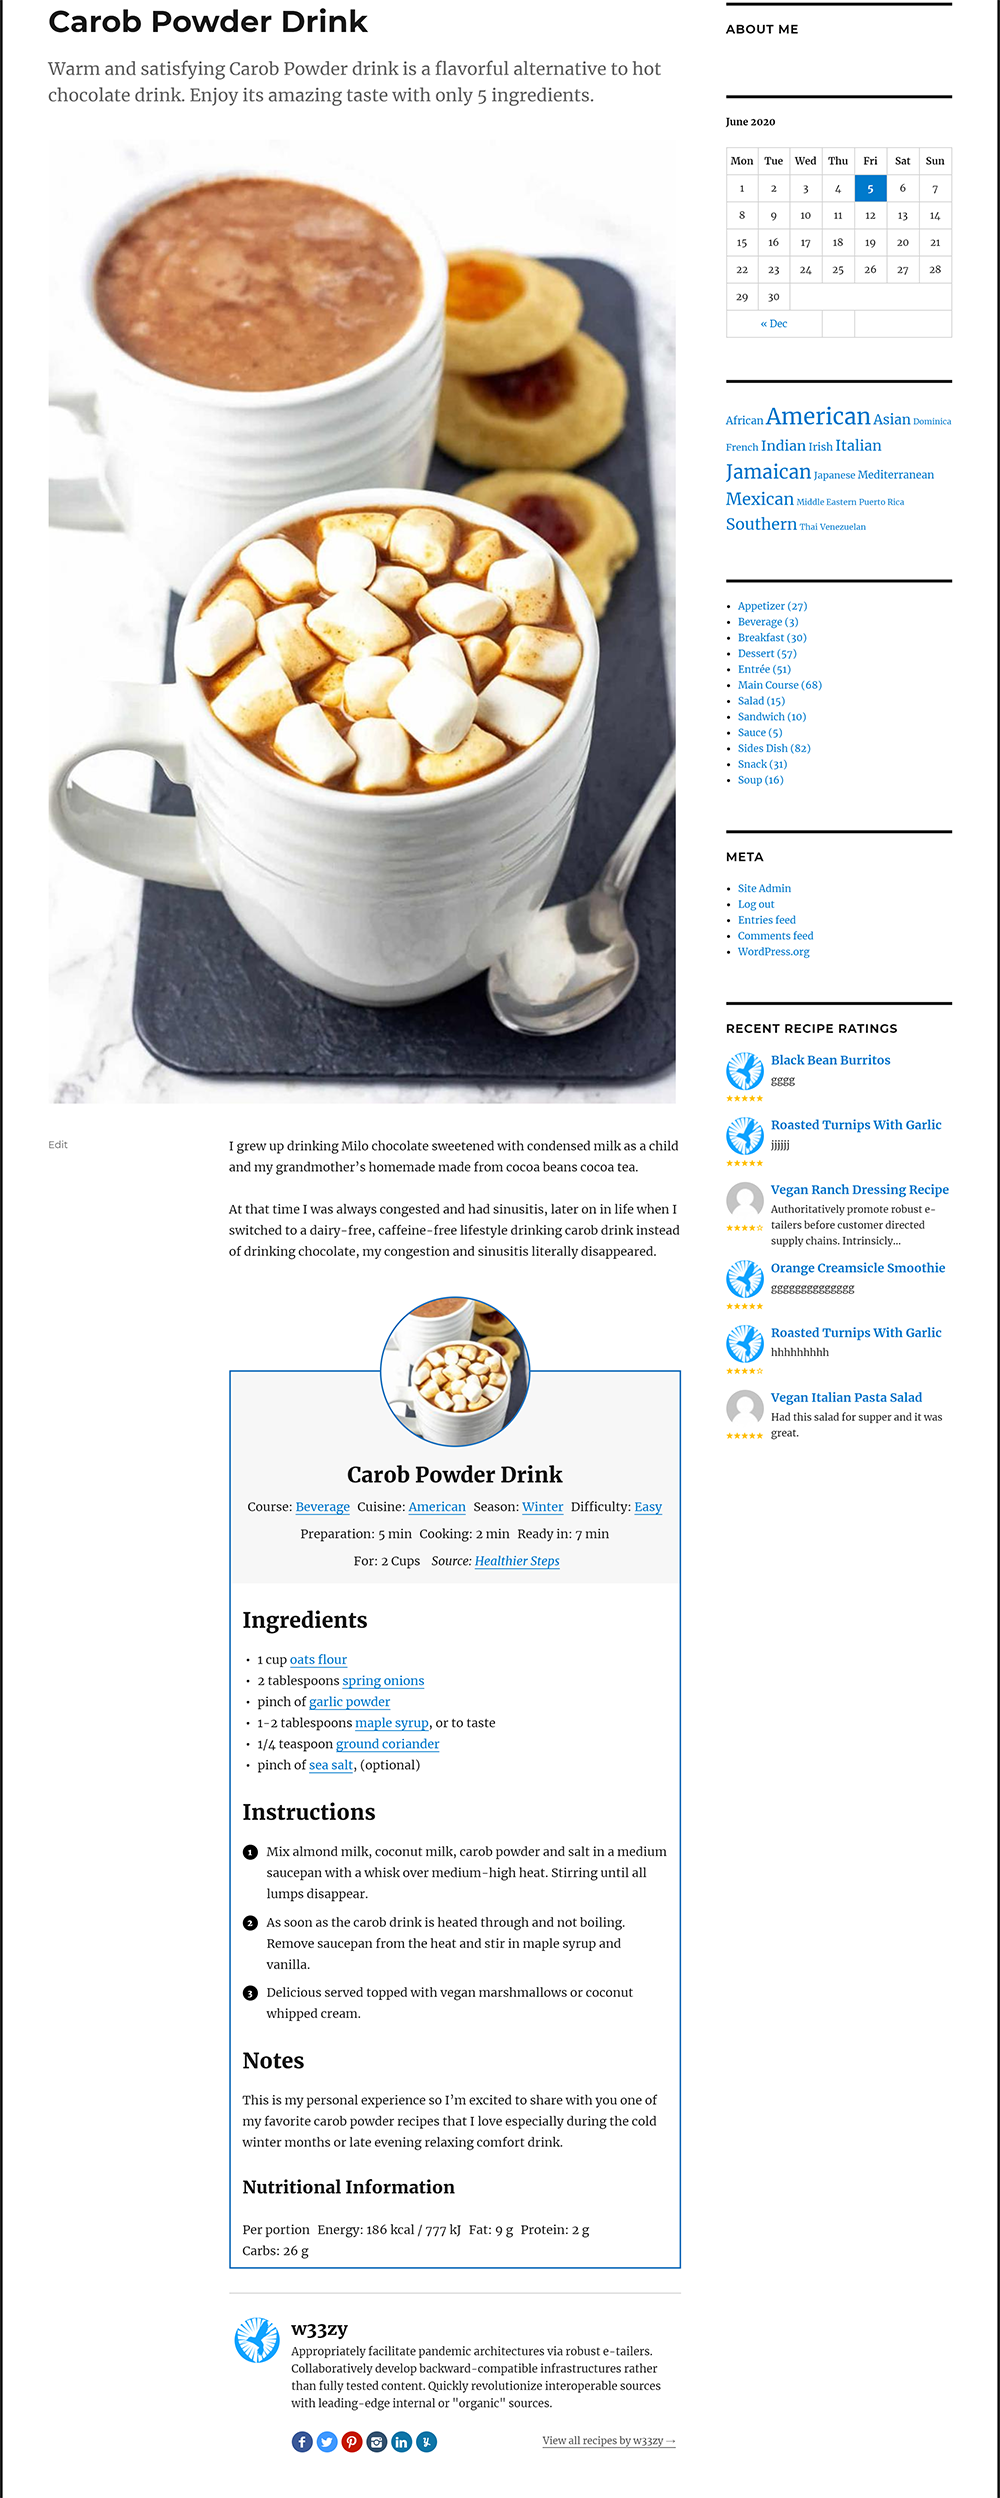 Carob Powder Drink
Warm and satisfying Carob Powder drink is a flavorful alternative to hot
chocolate drink. Enjoy its amazing taste with only 5 ingredients.
Edit
I grew up drinking Milo chocolate sweetened with condensed milk as a child
and my grandmother's homemade made from cocoa beans cocoa tea.
At that time I was always congested and had sinusitis, later on in life when I
switched to a dairy-free, caffeine-free lifestyle drinking carob drink instead
of drinking chocolate, my congestion and sinusitis literally disappeared.
Carob Powder Drink
Course: Beverage Cuisine: American Season: Winter Difficulty: Easy
Preparation: 5 min Cooking: 2 min Ready in: 7 min
For: 2 Cups Source: Healthier Steps
Ingredients
• 1 cup oats flour
• 2 tablespoons spring onions
• pinch of garlic powder
• 1-2 tablespoons maple syrup, or to taste
• 1/4 teaspoon ground coriander
• pinch of sea salt, (optional)
Instructions
1 Mix almond milk, coconut milk, carob powder and salt in a medium
saucepan with a whisk over medium-high heat. Stirring until all
lumps disappear.
2 As soon as the carob drink is heated through and not boiling.
Remove saucepan from the heat and stir in maple syrup and
vanilla.
3 Delicious served topped with vegan marshmallows or coconut
whipped cream.
Notes
This is my personal experience so I'm excited to share with you one of
my favorite carob powder recipes that I love especially during the cold
winter months or late evening relaxing comfort drink.
Nutritional Information
Per portion Energy: 186 kcal / 777 kJ Fat: 9 g Protein: 2 g
Carbs: 26 g
w33zy
Appropriately facilitate pandemic architectures via robust e-tailers.
Collaboratively develop backward-compatible infrastructures rather
than fully tested content. Quickly revolutionize interoperable sources
with leading-edge internal or "organic" sources.
View all recipes by w33zy →
ABOUT ME
June 2020
Mon Tue Wed Thu Fri Sat Sun
1 2 3 4 5 6 7
8 9 10 11 12 13 14
15 16 17 18 19 20 21
22 23 24 25 26 27 28
29 30
« Dec
African American Asian Dominica
French Indian Irish Italian
Jamaican Japanese Mediterranean
Mexican Middle Eastern Puerto Rica
Southern Thai Venezuelan
• Appetizer (27)
• Beverage (3)
• Breakfast (30)
• Dessert (57)
• Entrée (51)
• Main Course (68)
• Salad (15)
• Sandwich (10)
• Sauce (5)
• Sides Dish (82)
• Snack (31)
• Soup (16)
META
• Site Admin
• Log out
• Entries feed
• Comments feed
• WordPress.org
RECENT RECIPE RATINGS
Black Bean Burritos
gggg
★★★★★
Roasted Turnips With Garlic
jjjjjj
★★★★★
Vegan Ranch Dressing Recipe
Authoritatively promote robust e-
tailers before customer directed
supply chains. Intrinsicly...
★★★★☆
Orange Creamsicle Smoothie
gggggggggggggg
★★★★★
Roasted Turnips With Garlic
hhhhhhhhh
★★★★☆
Vegan Italian Pasta Salad
Had this salad for supper and it was
great.
★★★★★